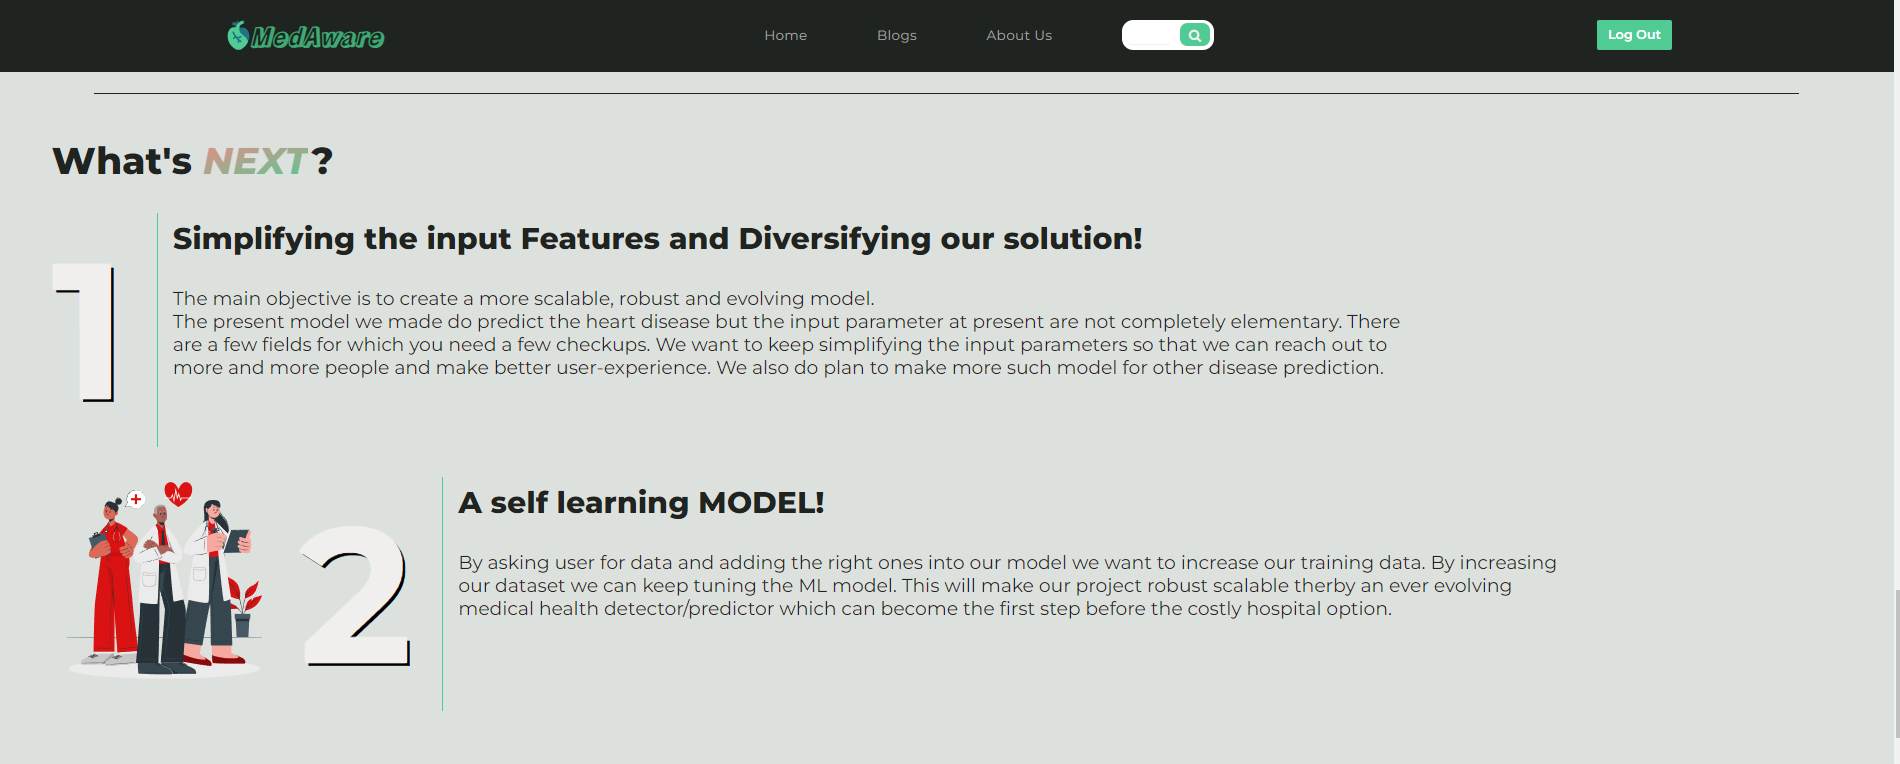 MedAware
Home
Blogs
About Us
Log Out
What's NEXT?
1
Simplifying the input Features and Diversifying our solution!
The main objective is to create a more scalable, robust and evolving model.
The present model we made do predict the heart disease but the input parameter at present are not completely elementary. There
are a few fields for which you need a few checkups. We want to keep simplifying the input parameters so that we can reach out to
more and more people and make better user-experience. We also do plan to make more such model for other disease prediction.
2
A self learning MODEL!
By asking user for data and adding the right ones into our model we want to increase our training data. By increasing
our dataset we can keep tuning the ML model. This will make our project robust scalable therby an ever evolving
medical health detector/predictor which can become the first step before the costly hospital option.